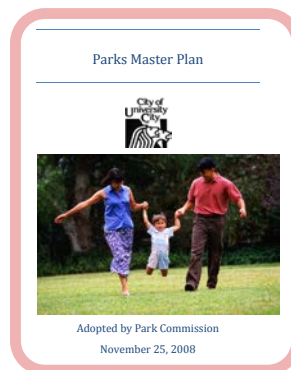 Parks Master Plan
City of
University
City
Adopted by Park Commission
November 25, 2008